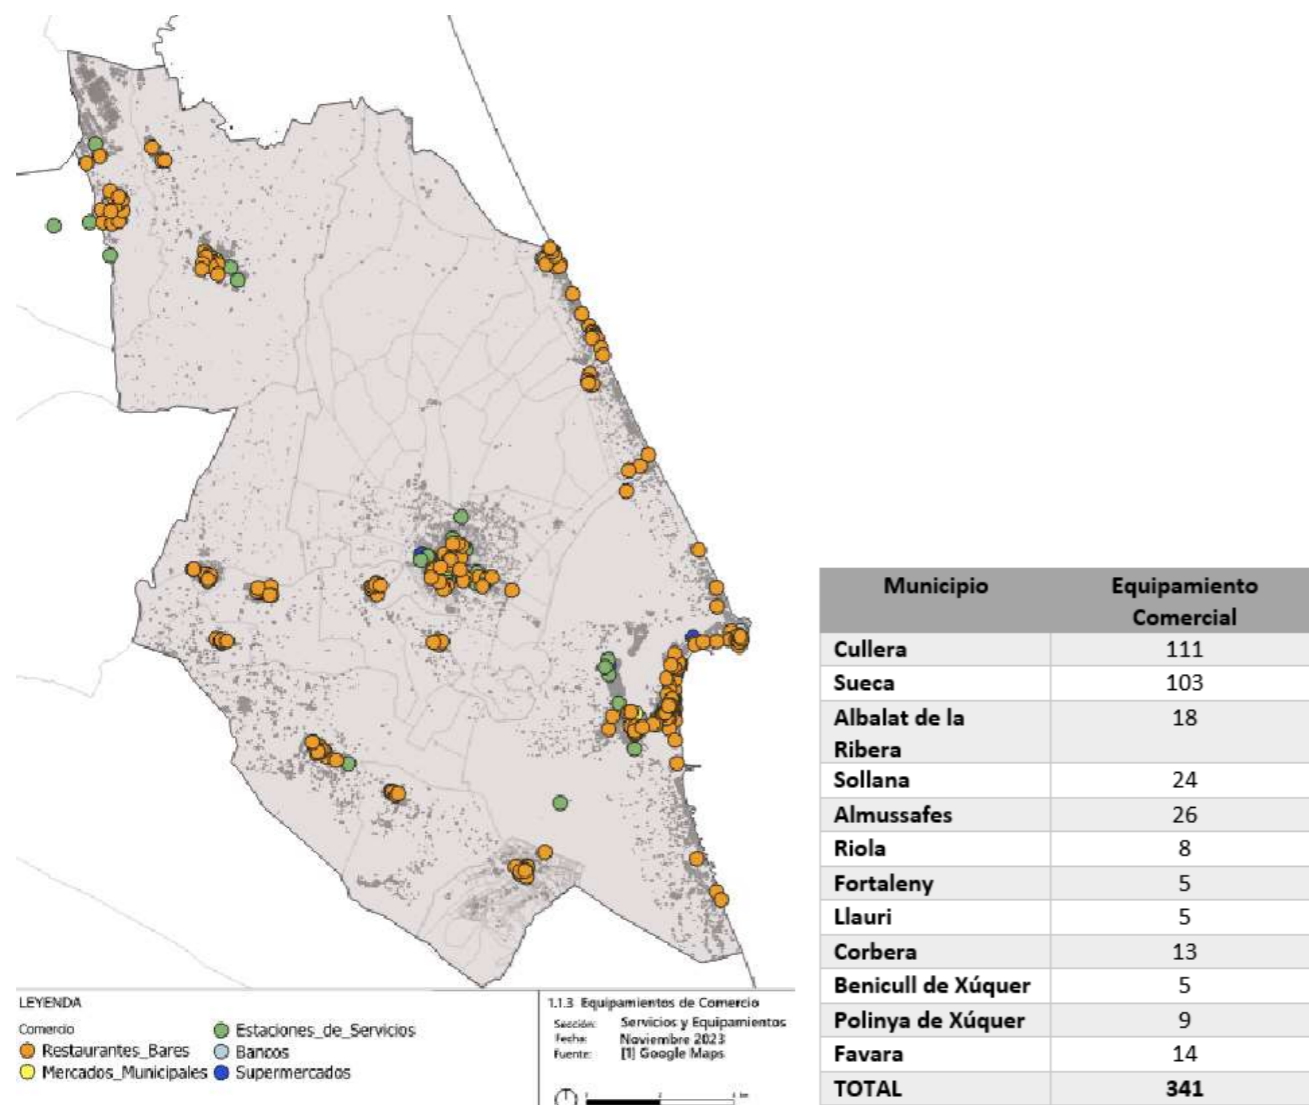 Municipio Equipamiento
Comercial
Cullera 111
Sueca 103
Albalat de la 18
Ribera
Sollana 24
Almussafes 26
Riola 8
Fortaleny 5
Llauri 5
Corbera 13
Benicull de Xúquer 5
Polinya de Xúquer 9
Favara 14
TOTAL 341
LEYENDA
Comercio
Restaurantes_Bares
Mercados_Municipales
Estaciones_de_Servicios
Bancos
Supermercados
1.1.3 Equipamientos de Comercio
Sección: Servicios y Equipamientos
Fecha: Noviembre 2023
Fuente: [1] Google Maps